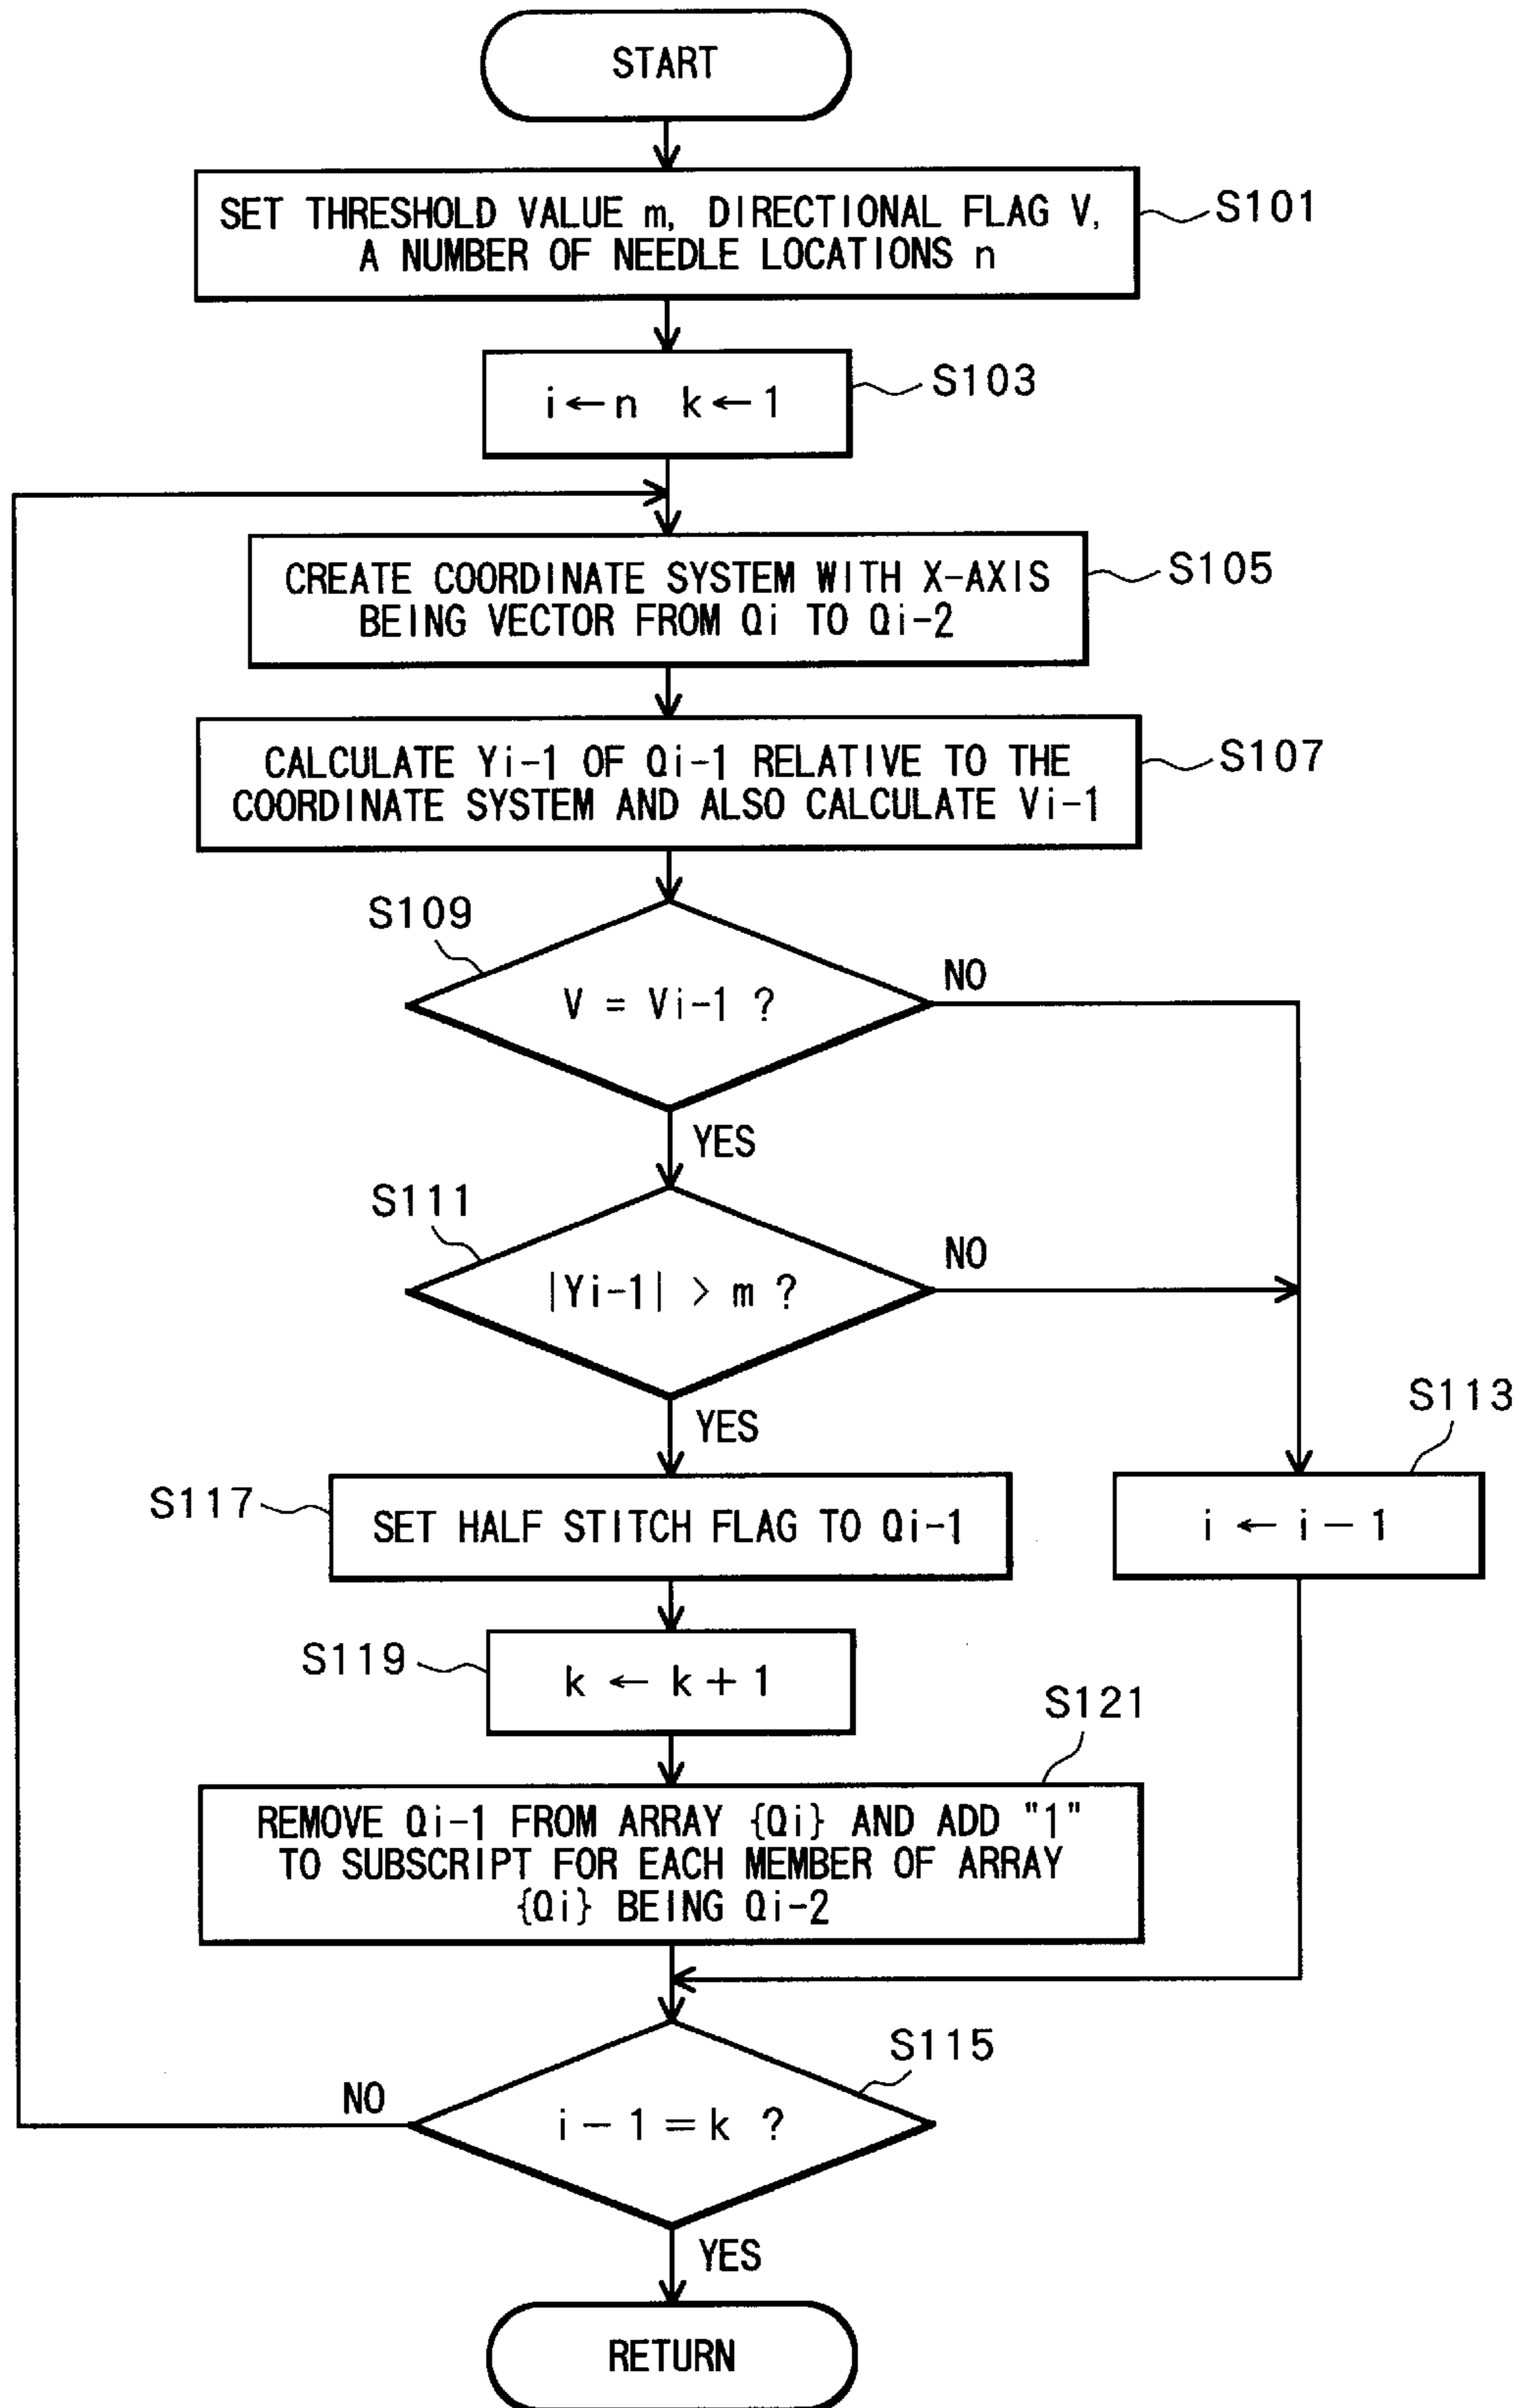 START
SET THRESHOLD VALUE m, DIRECTIONAL FLAG V,
A NUMBER OF NEEDLE LOCATIONS n
S101
i←n k←1
S103
CREATE COORDINATE SYSTEM WITH X-AXIS
BEING VECTOR FROM Qi TO Qi-2
S105
CALCULATE Yi-1 OF Qi-1 RELATIVE TO THE
COORDINATE SYSTEM AND ALSO CALCULATE Vi-1
S107
S109
V = Vi-1 ?
NO
YES
S111
|Yi-1| > m ?
NO
YES
S113
i ← i − 1
S117
SET HALF STITCH FLAG TO Qi-1
S119
k ← k + 1
S121
REMOVE Qi-1 FROM ARRAY {Qi} AND ADD "1"
TO SUBSCRIPT FOR EACH MEMBER OF ARRAY
{Qi} BEING Qi-2
S115
i − 1 = k ?
NO
YES
RETURN